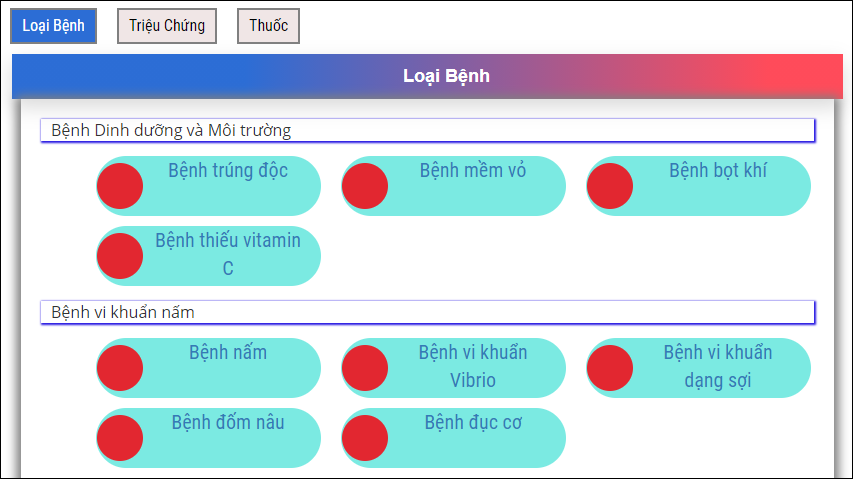 Loại Bệnh
Triệu Chứng
Thuốc
Loại Bệnh
Bệnh Dinh dưỡng và Môi trường
Bệnh trúng độc
Bệnh mềm vỏ
Bệnh bọt khí
Bệnh thiếu vitamin
C
Bệnh vi khuẩn nấm
Bệnh nấm
Bệnh vi khuẩn
Vibrio
Bệnh vi khuẩn
dạng sợi
Bệnh đốm nâu
Bệnh đục cơ